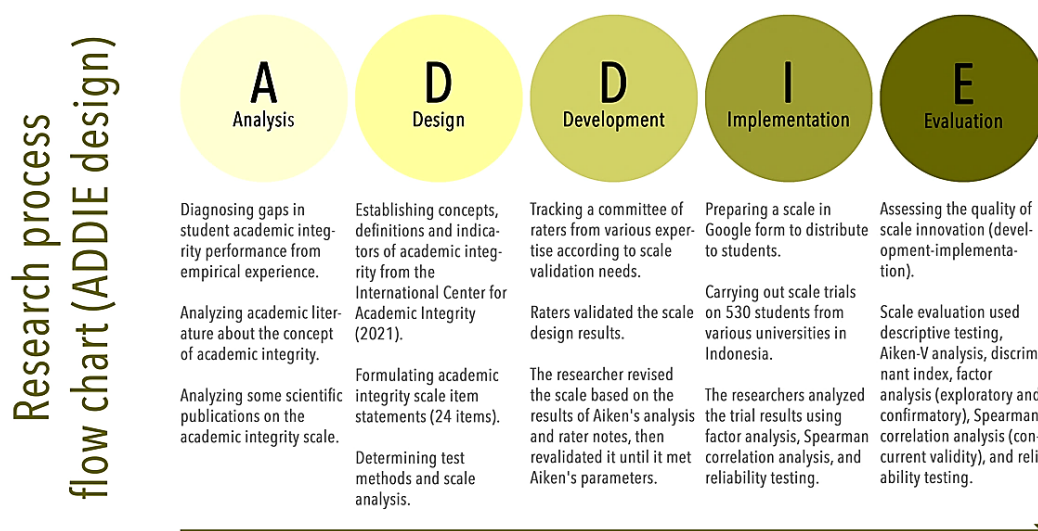 Research process
flow chart (ADDIE design)
A
Analysis
Diagnosing gaps in
student academic integ-
rity performance from
empirical experience.
Analyzing academic liter-
ature about the concept
of academic integrity.
Analyzing some scientific
publications on the
academic integrity scale.
D
Design
Establishing concepts,
definitions and indica-
tors of academic integ-
rity from the
International Center for
Academic Integrity
(2021).
Formulating academic
integrity scale item
statements (24 items).
Determining test
methods and scale
analysis.
D
Development
Tracking a committee of
raters from various exper-
tise according to scale
validation needs.
Raters validated the scale
design results.
The researcher revised
the scale based on the
results of Aiken's analysis
and rater notes, then
revalidated it until it met
Aiken's parameters.
I
Implementation
Preparing a scale in
Google form to distribute
to students.
Carrying out scale trials
on 530 students from
various universities in
Indonesia.
The researchers analyzed
the trial results using
factor analysis, Spearman
correlation analysis, and
reliability testing.
E
Evaluation
Assessing the quality of
scale innovation (devel-
opment-implementa-
tion).
Scale evaluation used
descriptive testing,
Aiken-V analysis, discrim
nant index, factor
analysis (exploratory and
confirmatory), Spearman
correlation analysis (con-
current validity), and reli
ability testing.